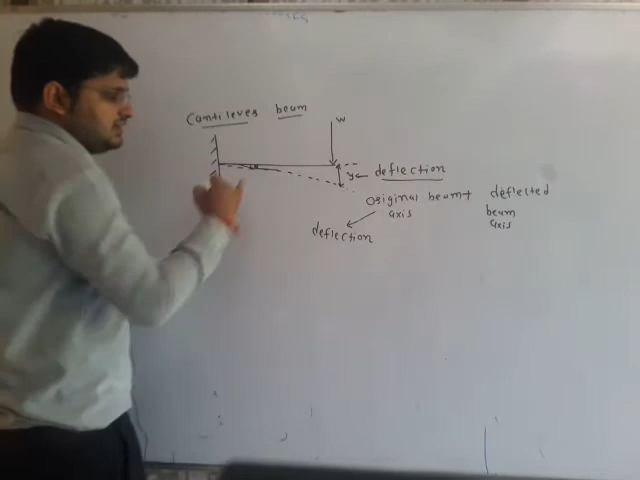 Cantilever beam
W
y ← deflection
original beam + deflected
axis beam
axis
deflection